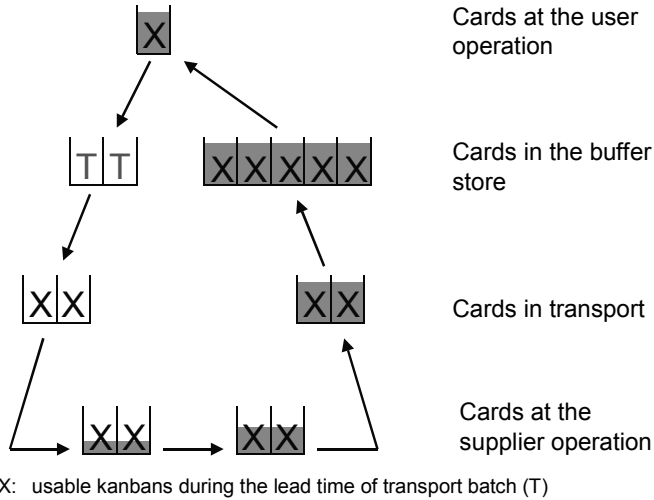 Cards at the user
operation
X
T T
X X X X X
Cards in the buffer
store
X X
X X
Cards in transport
X X
X X
Cards at the
supplier operation
X: usable kanbans during the lead time of transport batch (T)